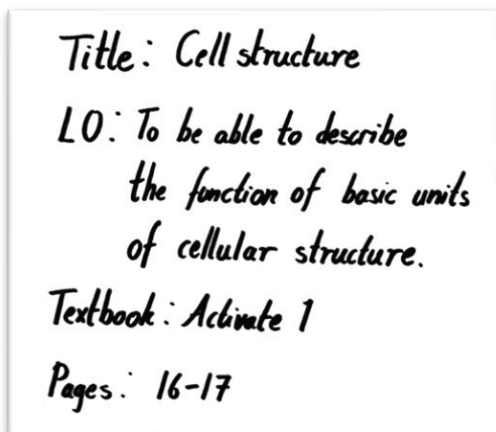 Title: Cell structure
LO: To be able to describe
the function of basic units
of cellular structure.
Textbook: Activate 1
Pages: 16-17